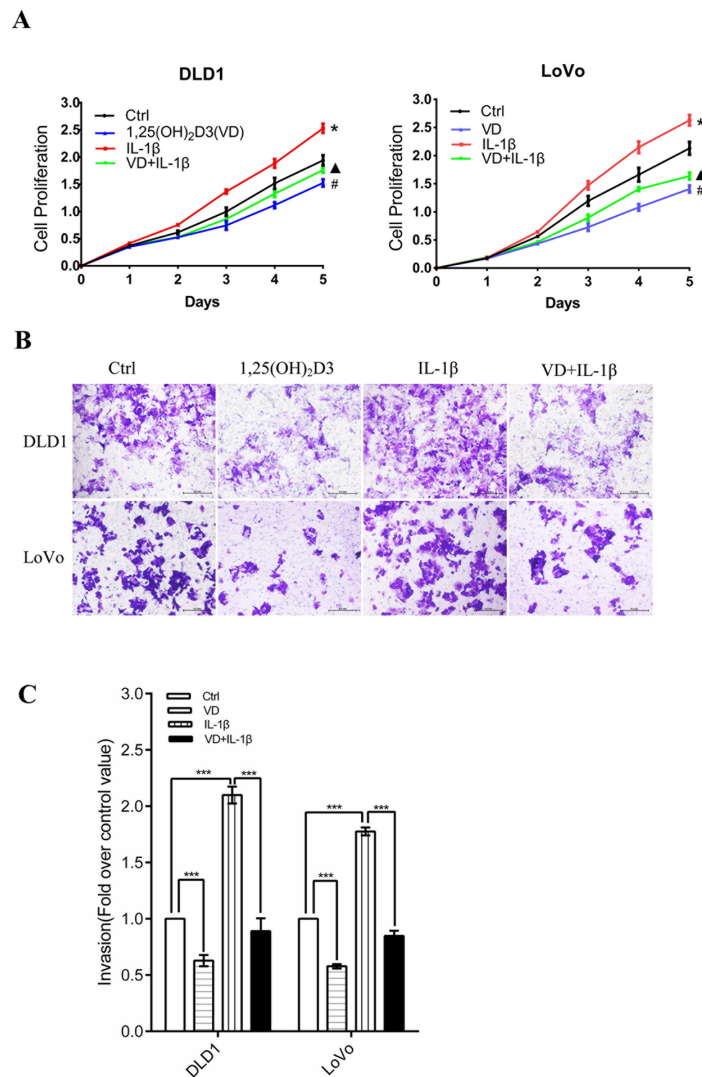 A
DLD1
Cell Proliferation
3.0
2.5
2.0
1.5
1.0
0.5
0.0
Ctrl
1,25(OH)₂D3(VD)
IL-1β
VD+IL-1β
*
▲
#
0 1 2 3 4 5
Days
LoVo
Cell Proliferation
3.0
2.5
2.0
1.5
1.0
0.5
0.0
Ctrl
VD
IL-1β
VD+IL-1β
*
▲
#
0 1 2 3 4 5
Days
B
Ctrl 1,25(OH)₂D3 IL-1β VD+IL-1β
DLD1
LoVo
C
Invasion(Fold over control value)
3.0
2.5
2.0
1.5
1.0
0.5
0.0
Ctrl
VD
IL-1β
VD+IL-1β
*** *** ***
*** *** ***
DLD1 LoVo